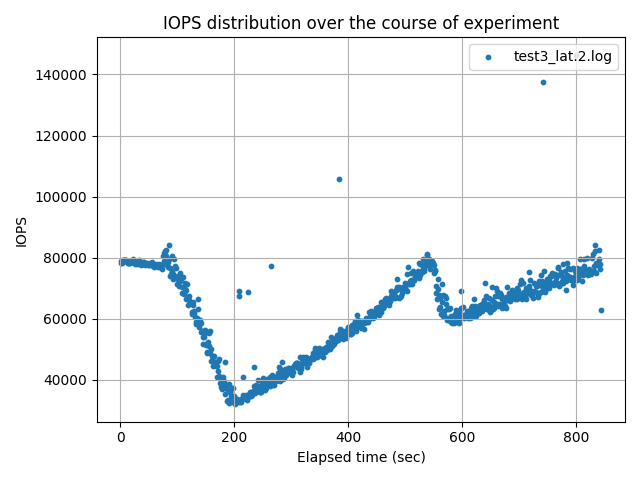 IOPS distribution over the course of experiment
test3_lat.2.log
140000
120000
100000
80000
60000
40000
IOPS
0 200 400 600 800
Elapsed time (sec)